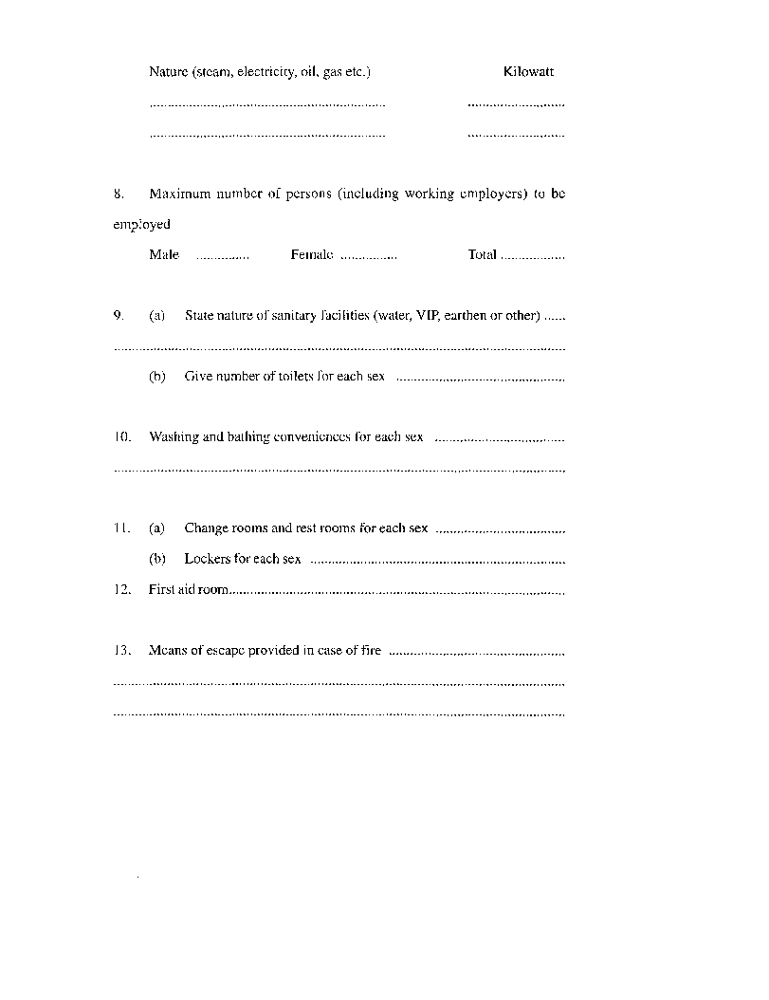 Nature (steam, electricity, oil, gas etc.) Kilowatt
.................................................................. ...........................
.................................................................. ...........................
8. Maximum number of persons (including working employers) to be
employed
Male ............... Female ................ Total ..................
9. (a) State nature of sanitary facilities (water, VIP, earthen or other) ......
..............................................................................................................................
(b) Give number of toilets for each sex ...............................................
10. Washing and bathing conveniences for each sex ....................................
..............................................................................................................................
11. (a) Change rooms and rest rooms for each sex ....................................
(b) Lockers for each sex .......................................................................
12. First aid room..............................................................................................
13. Means of escape provided in case of fire .................................................
..............................................................................................................................
..............................................................................................................................